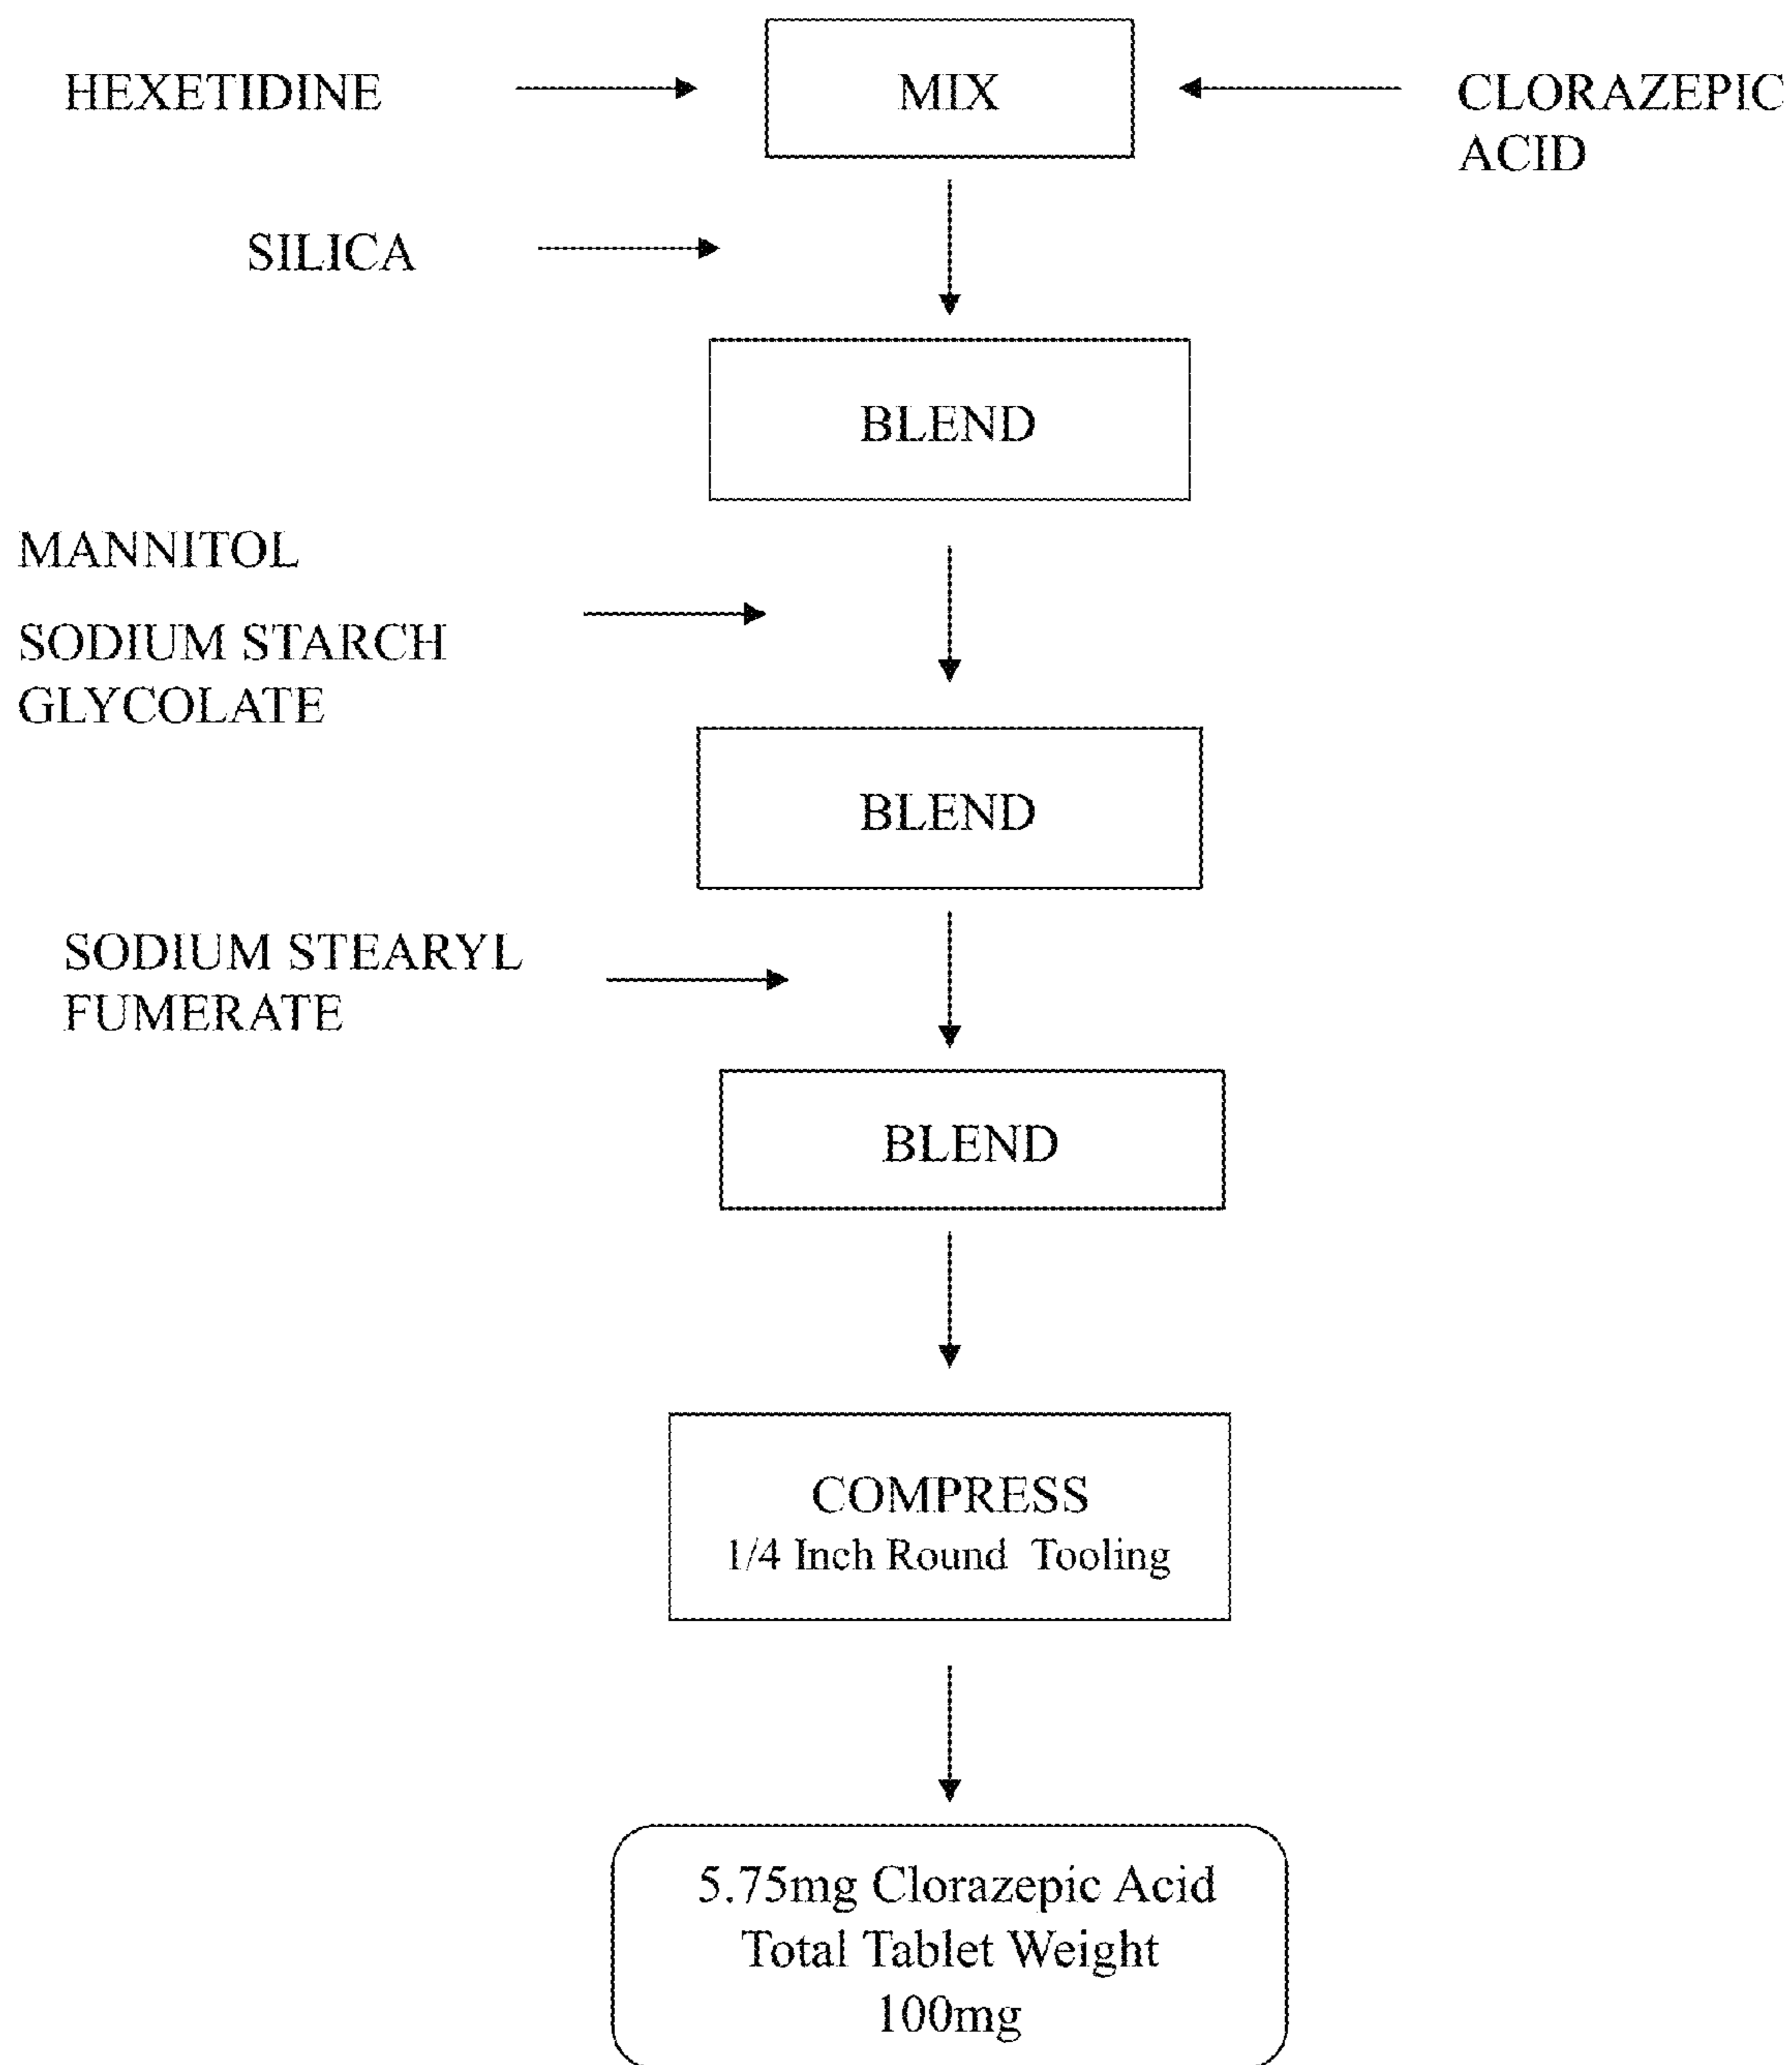 HEXETIDINE
MIX
CLORAZEPIC
ACID
SILICA
BLEND
MANNITOL
SODIUM STARCH
GLYCOLATE
BLEND
SODIUM STEARYL
FUMERATE
BLEND
COMPRESS
1/4 Inch Round Tooling
5.75mg Clorazepic Acid
Total Tablet Weight
100mg